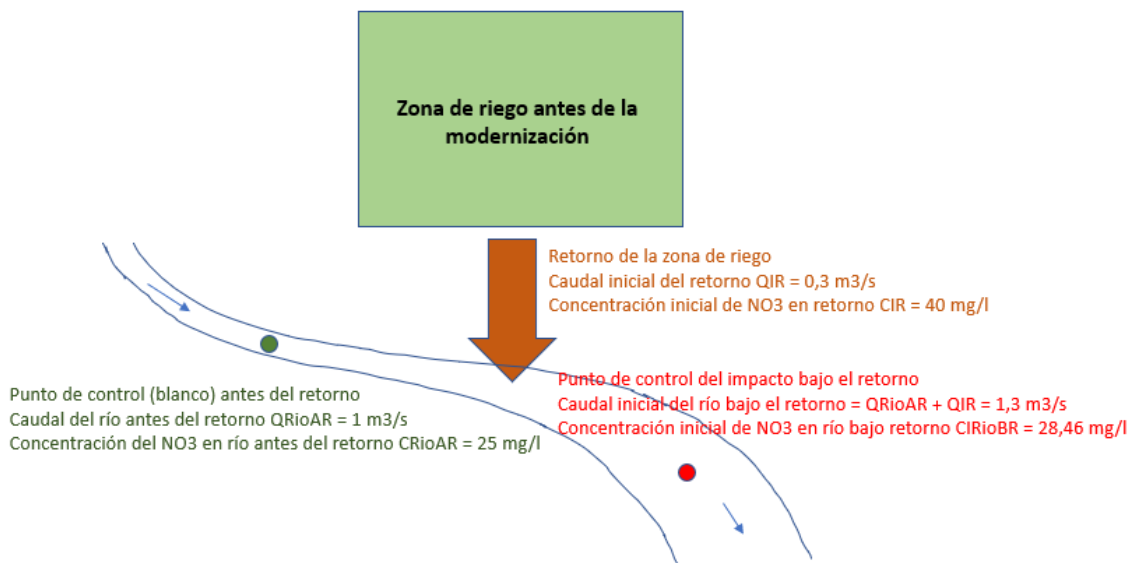 Zona de riego antes de la
modernización
Retorno de la zona de riego
Caudal inicial del retorno QIR = 0,3 m3/s
Concentración inicial de NO3 en retorno CIR = 40 mg/l
Punto de control (blanco) antes del retorno
Caudal del río antes del retorno QRioAR = 1 m3/s
Concentración del NO3 en río antes del retorno CRioAR = 25 mg/l
Punto de control del impacto bajo el retorno
Caudal inicial del río bajo el retorno = QRioAR + QIR = 1,3 m3/s
Concentración inicial de NO3 en río bajo retorno CIRioBR = 28,46 mg/l